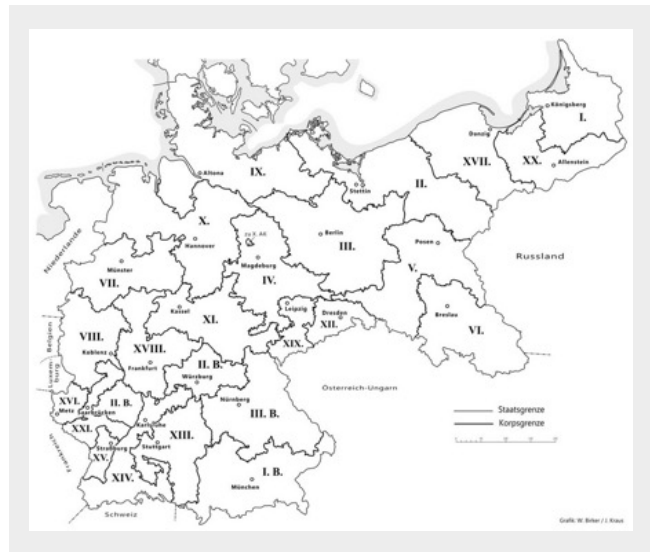 Königsberg
I.
Danzig
XVII.
XX.
Allenstein
Altona
IX.
Stettin
II.
X.
zu X. AK
Hannover
Berlin
III.
Posen
Niederlande
Münster
VII.
Magdeburg
IV.
V.
Russland
Kassel
XI.
Leipzig
Dresden
XII.
XIX.
Breslau
VI.
Belgien
VIII.
Koblenz
XVIII.
Frankfurt
II. B.
Würzburg
Luxem-
burg
Österreich-Ungarn
XVI.
Metz
Saarbrücken
II. B.
Nürnberg
III. B.
XXI.
Karlsruhe
XIII.
Stuttgart
Straßburg
XV.
Frankreich
XIV.
I. B.
München
Schweiz
Staatsgrenze
Korpsgrenze
Grafik: W. Birker / J. Kraus